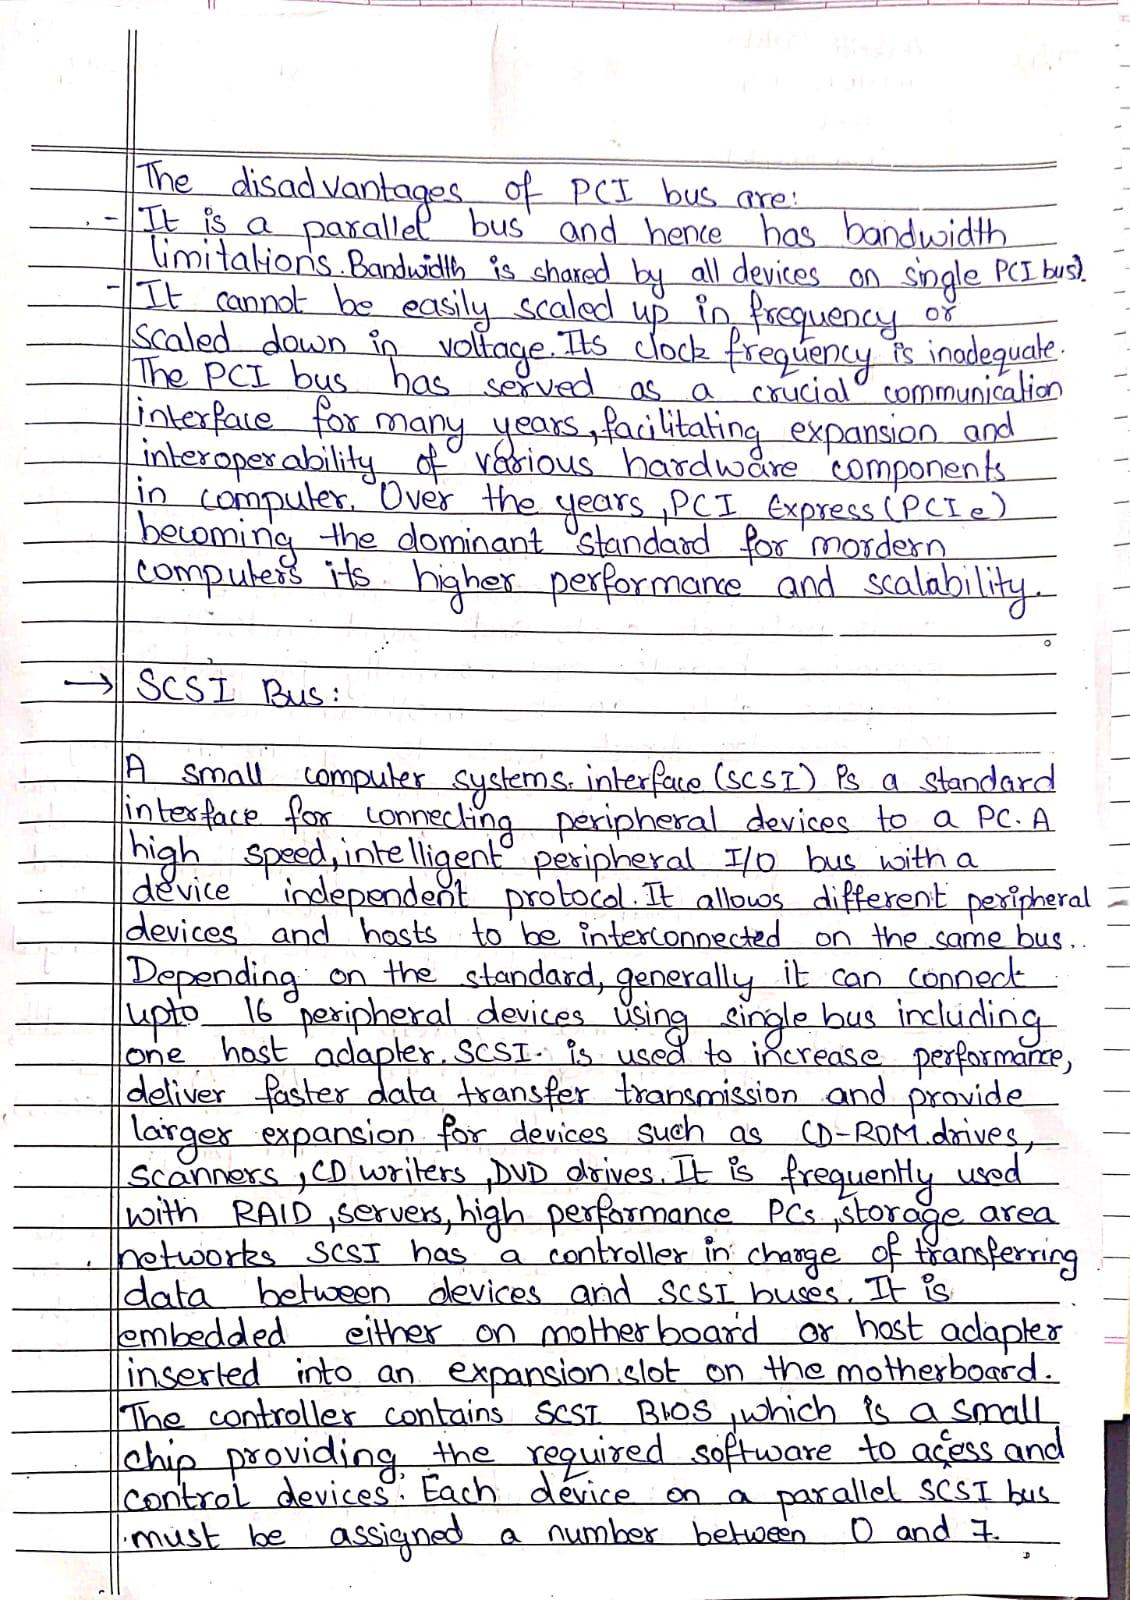 The disadvantages of PCI bus are:
- It is a parallel bus and hence has bandwidth
limitations. Bandwidth is shared by all devices on single PCI bus).
- It cannot be easily scaled up in frequency or
scaled down in voltage. Its clock frequency is inadequate.
The PCI bus has served as a crucial communication
interface for many years, facilitating expansion and
interoperability of various hardware components
in computer. Over the years, PCI Express (PCIe)
becoming the dominant standard for mordern
computers its higher performance and scalability.
→ SCSI Bus:
A small computer systems interface (SCSI) is a standard
interface for connecting peripheral devices to a PC. A
high speed, intelligent peripheral I/O bus with a
device independent protocol. It allows different peripheral
devices and hosts to be interconnected on the same bus..
Depending on the standard, generally it can connect
upto 16 peripheral devices using single bus including
one host adapter. SCSI is used to increase performance,
deliver faster data transfer transmission and provide
larger expansion for devices such as CD-ROM drives,
scanners, CD writers, DVD drives. It is frequently used
with RAID, servers, high performance PCs, storage area
networks SCSI has a controller in charge of transferring
data between devices and SCSI buses. It is
embedded either on motherboard or host adapter
inserted into an expansion slot on the motherboard.
The controller contains SCSI BIOS, which is a small
chip providing the required software to access and
control devices. Each device on a parallel SCSI bus
must be assigned a number between 0 and 7.